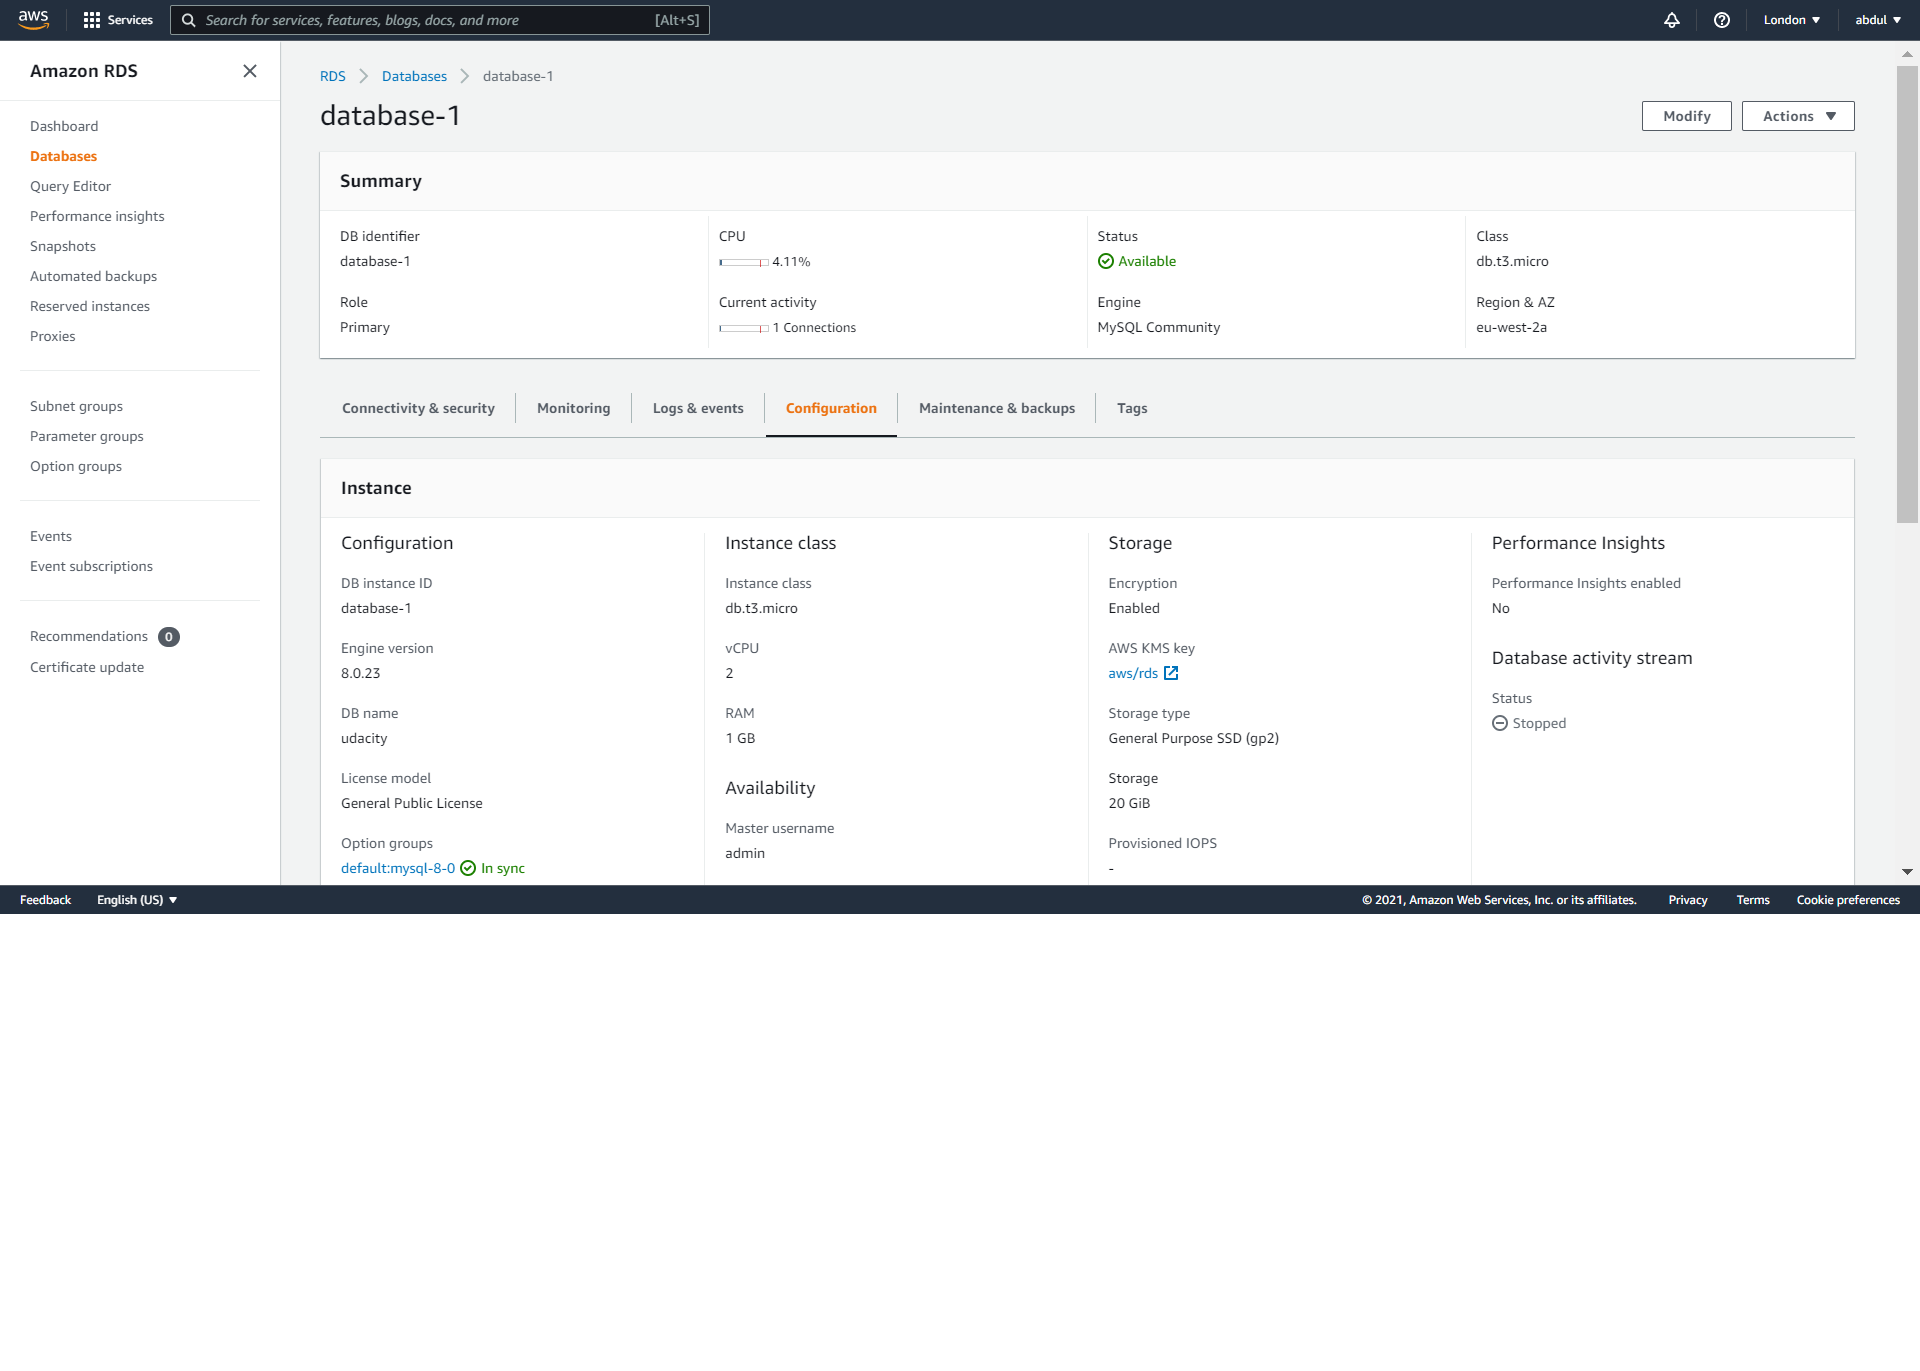 aws
Services
Search for services, features, blogs, docs, and more
[Alt+S]
London
abdul
Amazon RDS
Dashboard
Databases
Query Editor
Performance insights
Snapshots
Automated backups
Reserved instances
Proxies
Subnet groups
Parameter groups
Option groups
Events
Event subscriptions
Recommendations 0
Certificate update
RDS
Databases
database-1
database-1
Modify
Actions
Summary
DB identifier
database-1
CPU
4.11%
Status
Available
Class
db.t3.micro
Role
Primary
Current activity
1 Connections
Engine
MySQL Community
Region & AZ
eu-west-2a
Connectivity & security
Monitoring
Logs & events
Configuration
Maintenance & backups
Tags
Instance
Configuration
DB instance ID
database-1
Engine version
8.0.23
DB name
udacity
License model
General Public License
Option groups
default:mysql-8-0 In sync
Instance class
Instance class
db.t3.micro
vCPU
2
RAM
1 GB
Availability
Master username
admin
Storage
Encryption
Enabled
AWS KMS key
aws/rds
Storage type
General Purpose SSD (gp2)
Storage
20 GiB
Provisioned IOPS
-
Performance Insights
Performance Insights enabled
No
Database activity stream
Status
Stopped
Feedback
English (US)
© 2021, Amazon Web Services, Inc. or its affiliates.
Privacy
Terms
Cookie preferences